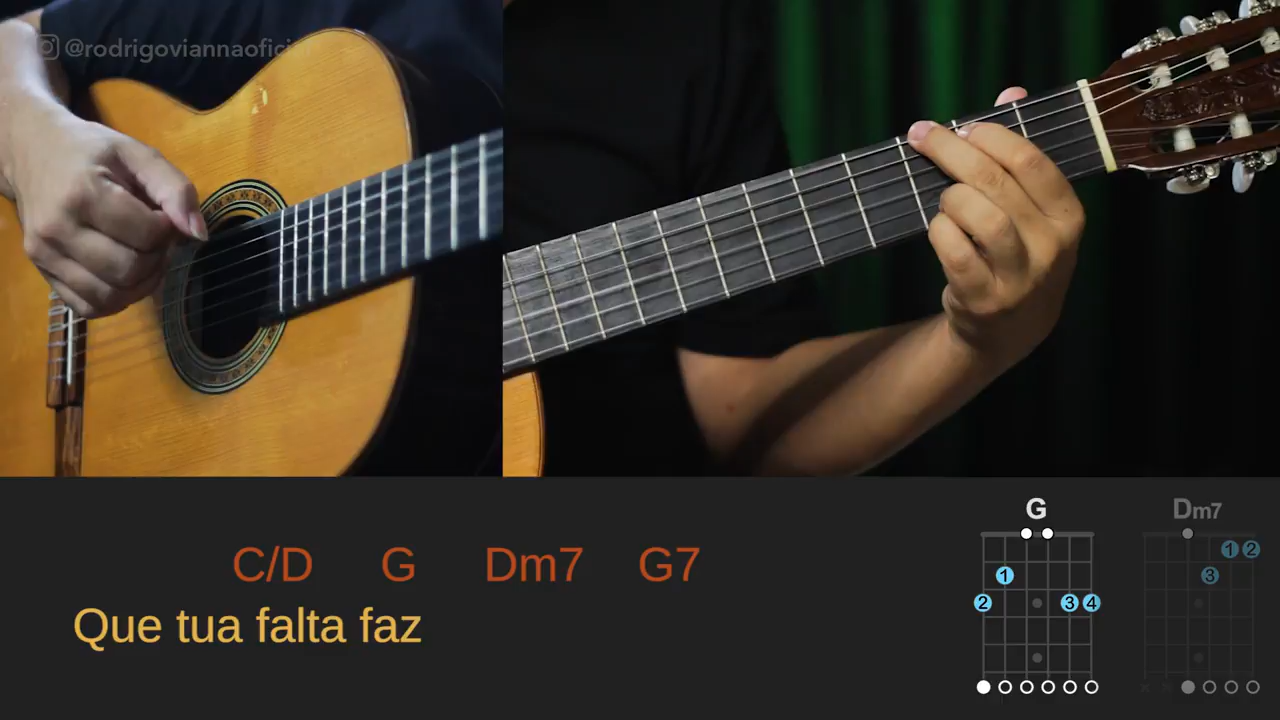 @rodrigoviannaofici
C/D G Dm7 G7
Que tua falta faz
G
1
2 3 4
Dm7
1 2
3
x x